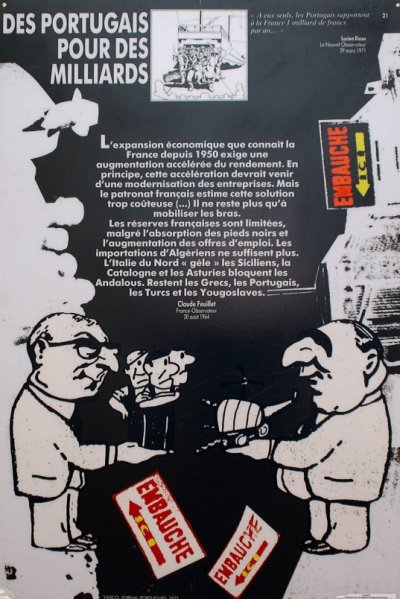 DES PORTUGAIS
POUR DES
MILLIARDS
« A eux seuls, les Portugais rapportent
à la France 1 milliard de francs
par an... »
Lucien Rioux
Le Nouvel Observateur
29 mars 1971
21
EMBAUCHE
ICI
L'expansion économique que connaît la
France depuis 1950 exige une
augmentation accélérée du rendement. En
principe, cette accélération devrait venir
d'une modernisation des entreprises. Mais
le patronat français estime cette solution
trop coûteuse (...) Il ne reste plus qu'à
mobiliser les bras.
Les réserves françaises sont limitées,
malgré l'absorption des pieds noirs et
l'augmentation des offres d'emploi. Les
importations d'Algériens ne suffisent plus.
L'Italie du Nord « gèle » les Siciliens, la
Catalogne et les Asturies bloquent les
Andalous. Restent les Grecs, les Portugais,
les Turcs et les Yougoslaves.
Claude Feuillet
France-Observateur
20 août 1964
EMBAUCHE
ICI
EMBAUCHE
ICI
VASCO,